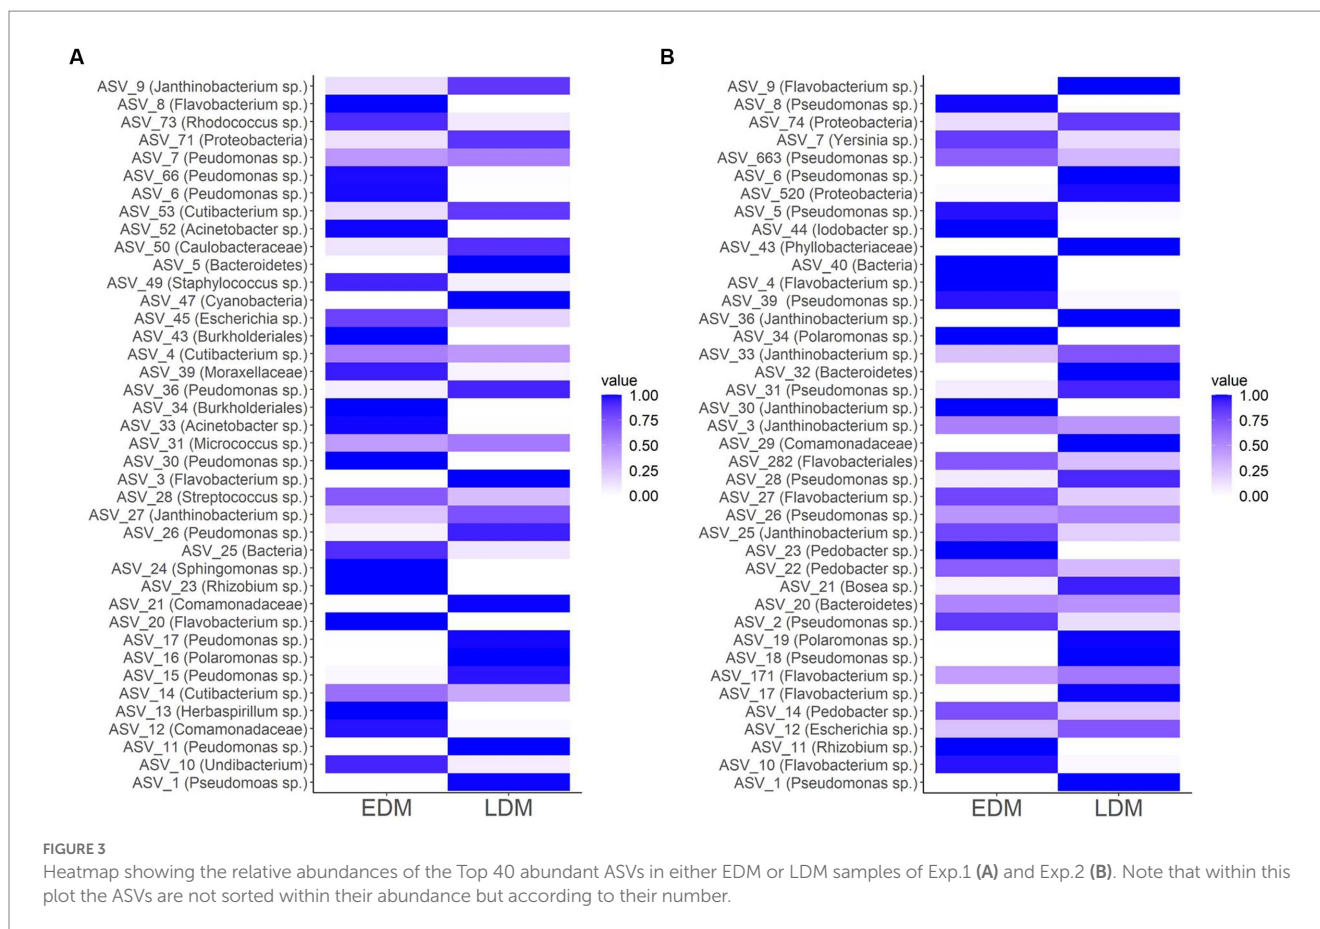 A
ASV_9 (Janthinobacterium sp.)
ASV_8 (Flavobacterium sp.)
ASV_73 (Rhodococcus sp.)
ASV_71 (Proteobacteria)
ASV_7 (Peudomonas sp.)
ASV_66 (Peudomonas sp.)
ASV_6 (Peudomonas sp.)
ASV_53 (Cutibacterium sp.)
ASV_52 (Acinetobacter sp.)
ASV_50 (Caulobacteraceae)
ASV_5 (Bacteroidetes)
ASV_49 (Staphylococcus sp.)
ASV_47 (Cyanobacteria)
ASV_45 (Escherichia sp.)
ASV_43 (Burkholderiales)
ASV_4 (Cutibacterium sp.)
ASV_39 (Moraxellaceae)
ASV_36 (Peudomonas sp.)
ASV_34 (Burkholderiales)
ASV_33 (Acinetobacter sp.)
ASV_31 (Micrococcus sp.)
ASV_30 (Peudomonas sp.)
ASV_3 (Flavobacterium sp.)
ASV_28 (Streptococcus sp.)
ASV_27 (Janthinobacterium sp.)
ASV_26 (Peudomonas sp.)
ASV_25 (Bacteria)
ASV_24 (Sphingomonas sp.)
ASV_23 (Rhizobium sp.)
ASV_21 (Comamonadaceae)
ASV_20 (Flavobacterium sp.)
ASV_17 (Peudomonas sp.)
ASV_16 (Polaromonas sp.)
ASV_15 (Peudomonas sp.)
ASV_14 (Cutibacterium sp.)
ASV_13 (Herbaspirillum sp.)
ASV_12 (Comamonadaceae)
ASV_11 (Peudomonas sp.)
ASV_10 (Undibacterium)
ASV_1 (Pseudomoas sp.)
EDM LDM
value
1.00
0.75
0.50
0.25
0.00
B
ASV_9 (Flavobacterium sp.)
ASV_8 (Pseudomonas sp.)
ASV_74 (Proteobacteria)
ASV_7 (Yersinia sp.)
ASV_663 (Pseudomonas sp.)
ASV_6 (Pseudomonas sp.)
ASV_520 (Proteobacteria)
ASV_5 (Pseudomonas sp.)
ASV_44 (Iodobacter sp.)
ASV_43 (Phyllobacteriaceae)
ASV_40 (Bacteria)
ASV_4 (Flavobacterium sp.)
ASV_39 (Pseudomonas sp.)
ASV_36 (Janthinobacterium sp.)
ASV_34 (Polaromonas sp.)
ASV_33 (Janthinobacterium sp.)
ASV_32 (Bacteroidetes)
ASV_31 (Pseudomonas sp.)
ASV_30 (Janthinobacterium sp.)
ASV_3 (Janthinobacterium sp.)
ASV_29 (Comamonadaceae)
ASV_282 (Flavobacteriales)
ASV_28 (Pseudomonas sp.)
ASV_27 (Flavobacterium sp.)
ASV_26 (Pseudomonas sp.)
ASV_25 (Janthinobacterium sp.)
ASV_23 (Pedobacter sp.)
ASV_22 (Pedobacter sp.)
ASV_21 (Bosea sp.)
ASV_20 (Bacteroidetes)
ASV_2 (Pseudomonas sp.)
ASV_19 (Polaromonas sp.)
ASV_18 (Pseudomonas sp.)
ASV_171 (Flavobacterium sp.)
ASV_17 (Flavobacterium sp.)
ASV_14 (Pedobacter sp.)
ASV_12 (Escherichia sp.)
ASV_11 (Rhizobium sp.)
ASV_10 (Flavobacterium sp.)
ASV_1 (Pseudomonas sp.)
EDM LDM
value
1.00
0.75
0.50
0.25
0.00
FIGURE 3
Heatmap showing the relative abundances of the Top 40 abundant ASVs in either EDM or LDM samples of Exp.1 (A) and Exp.2 (B). Note that within this
plot the ASVs are not sorted within their abundance but according to their number.